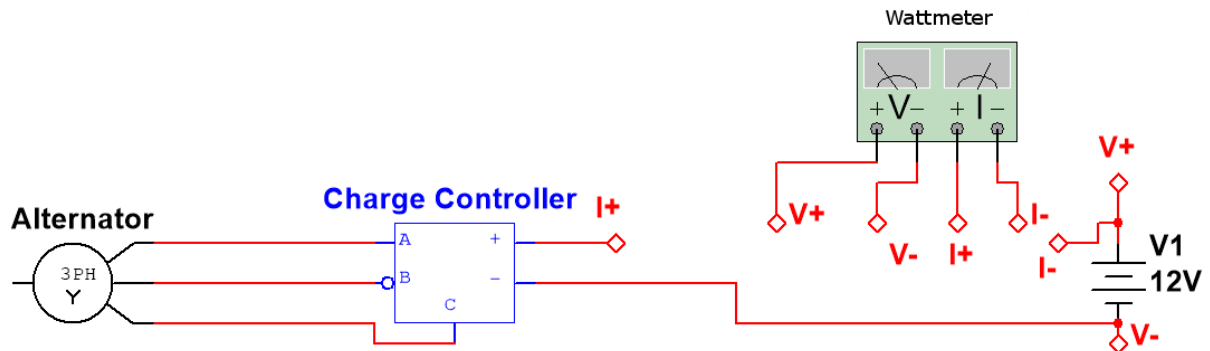 Wattmeter
+ V − + I −
V+
Charge Controller
I+
Alternator
V+
V-
I+
I-
I-
V1
12V
3PH
Y
A
+
B
−
C
V-